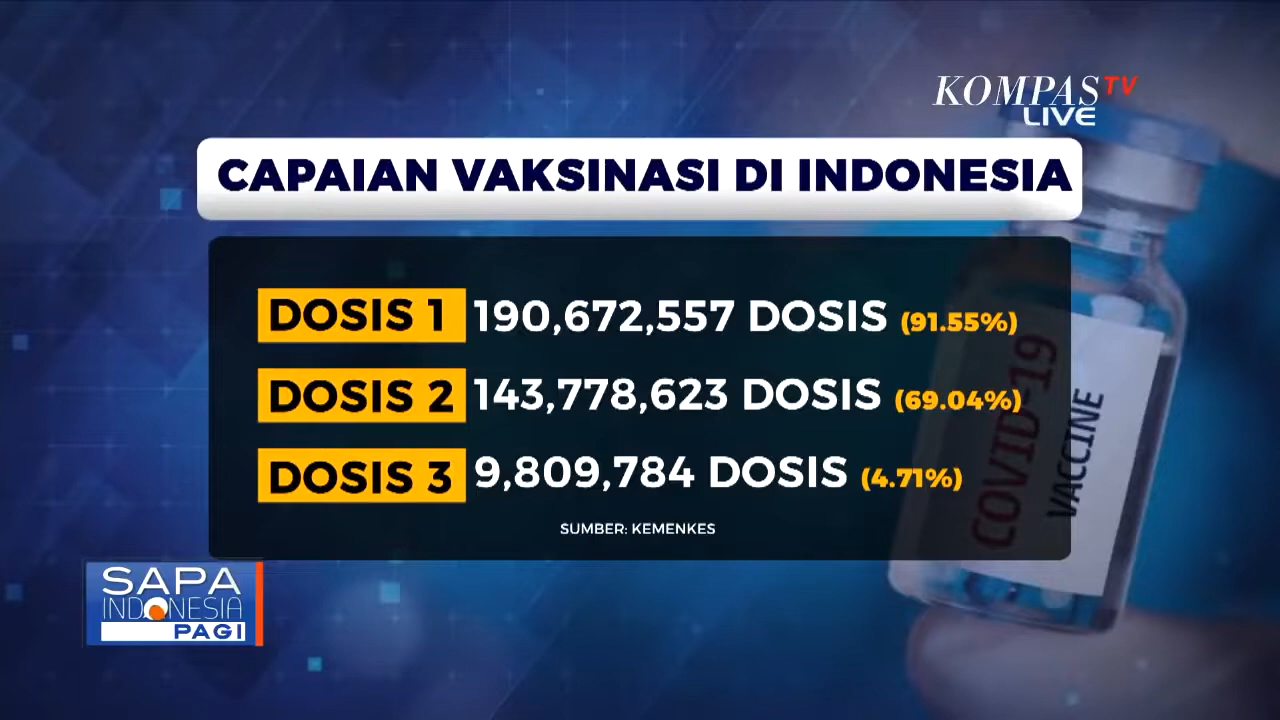 KOMPAS TV
LIVE
CAPAIAN VAKSINASI DI INDONESIA
DOSIS 1 190,672,557 DOSIS (91.55%)
DOSIS 2 143,778,623 DOSIS (69.04%)
DOSIS 3 9,809,784 DOSIS (4.71%)
SUMBER: KEMENKES
COVID-19
VACCINE
SAPA
INDONESIA
PAGI